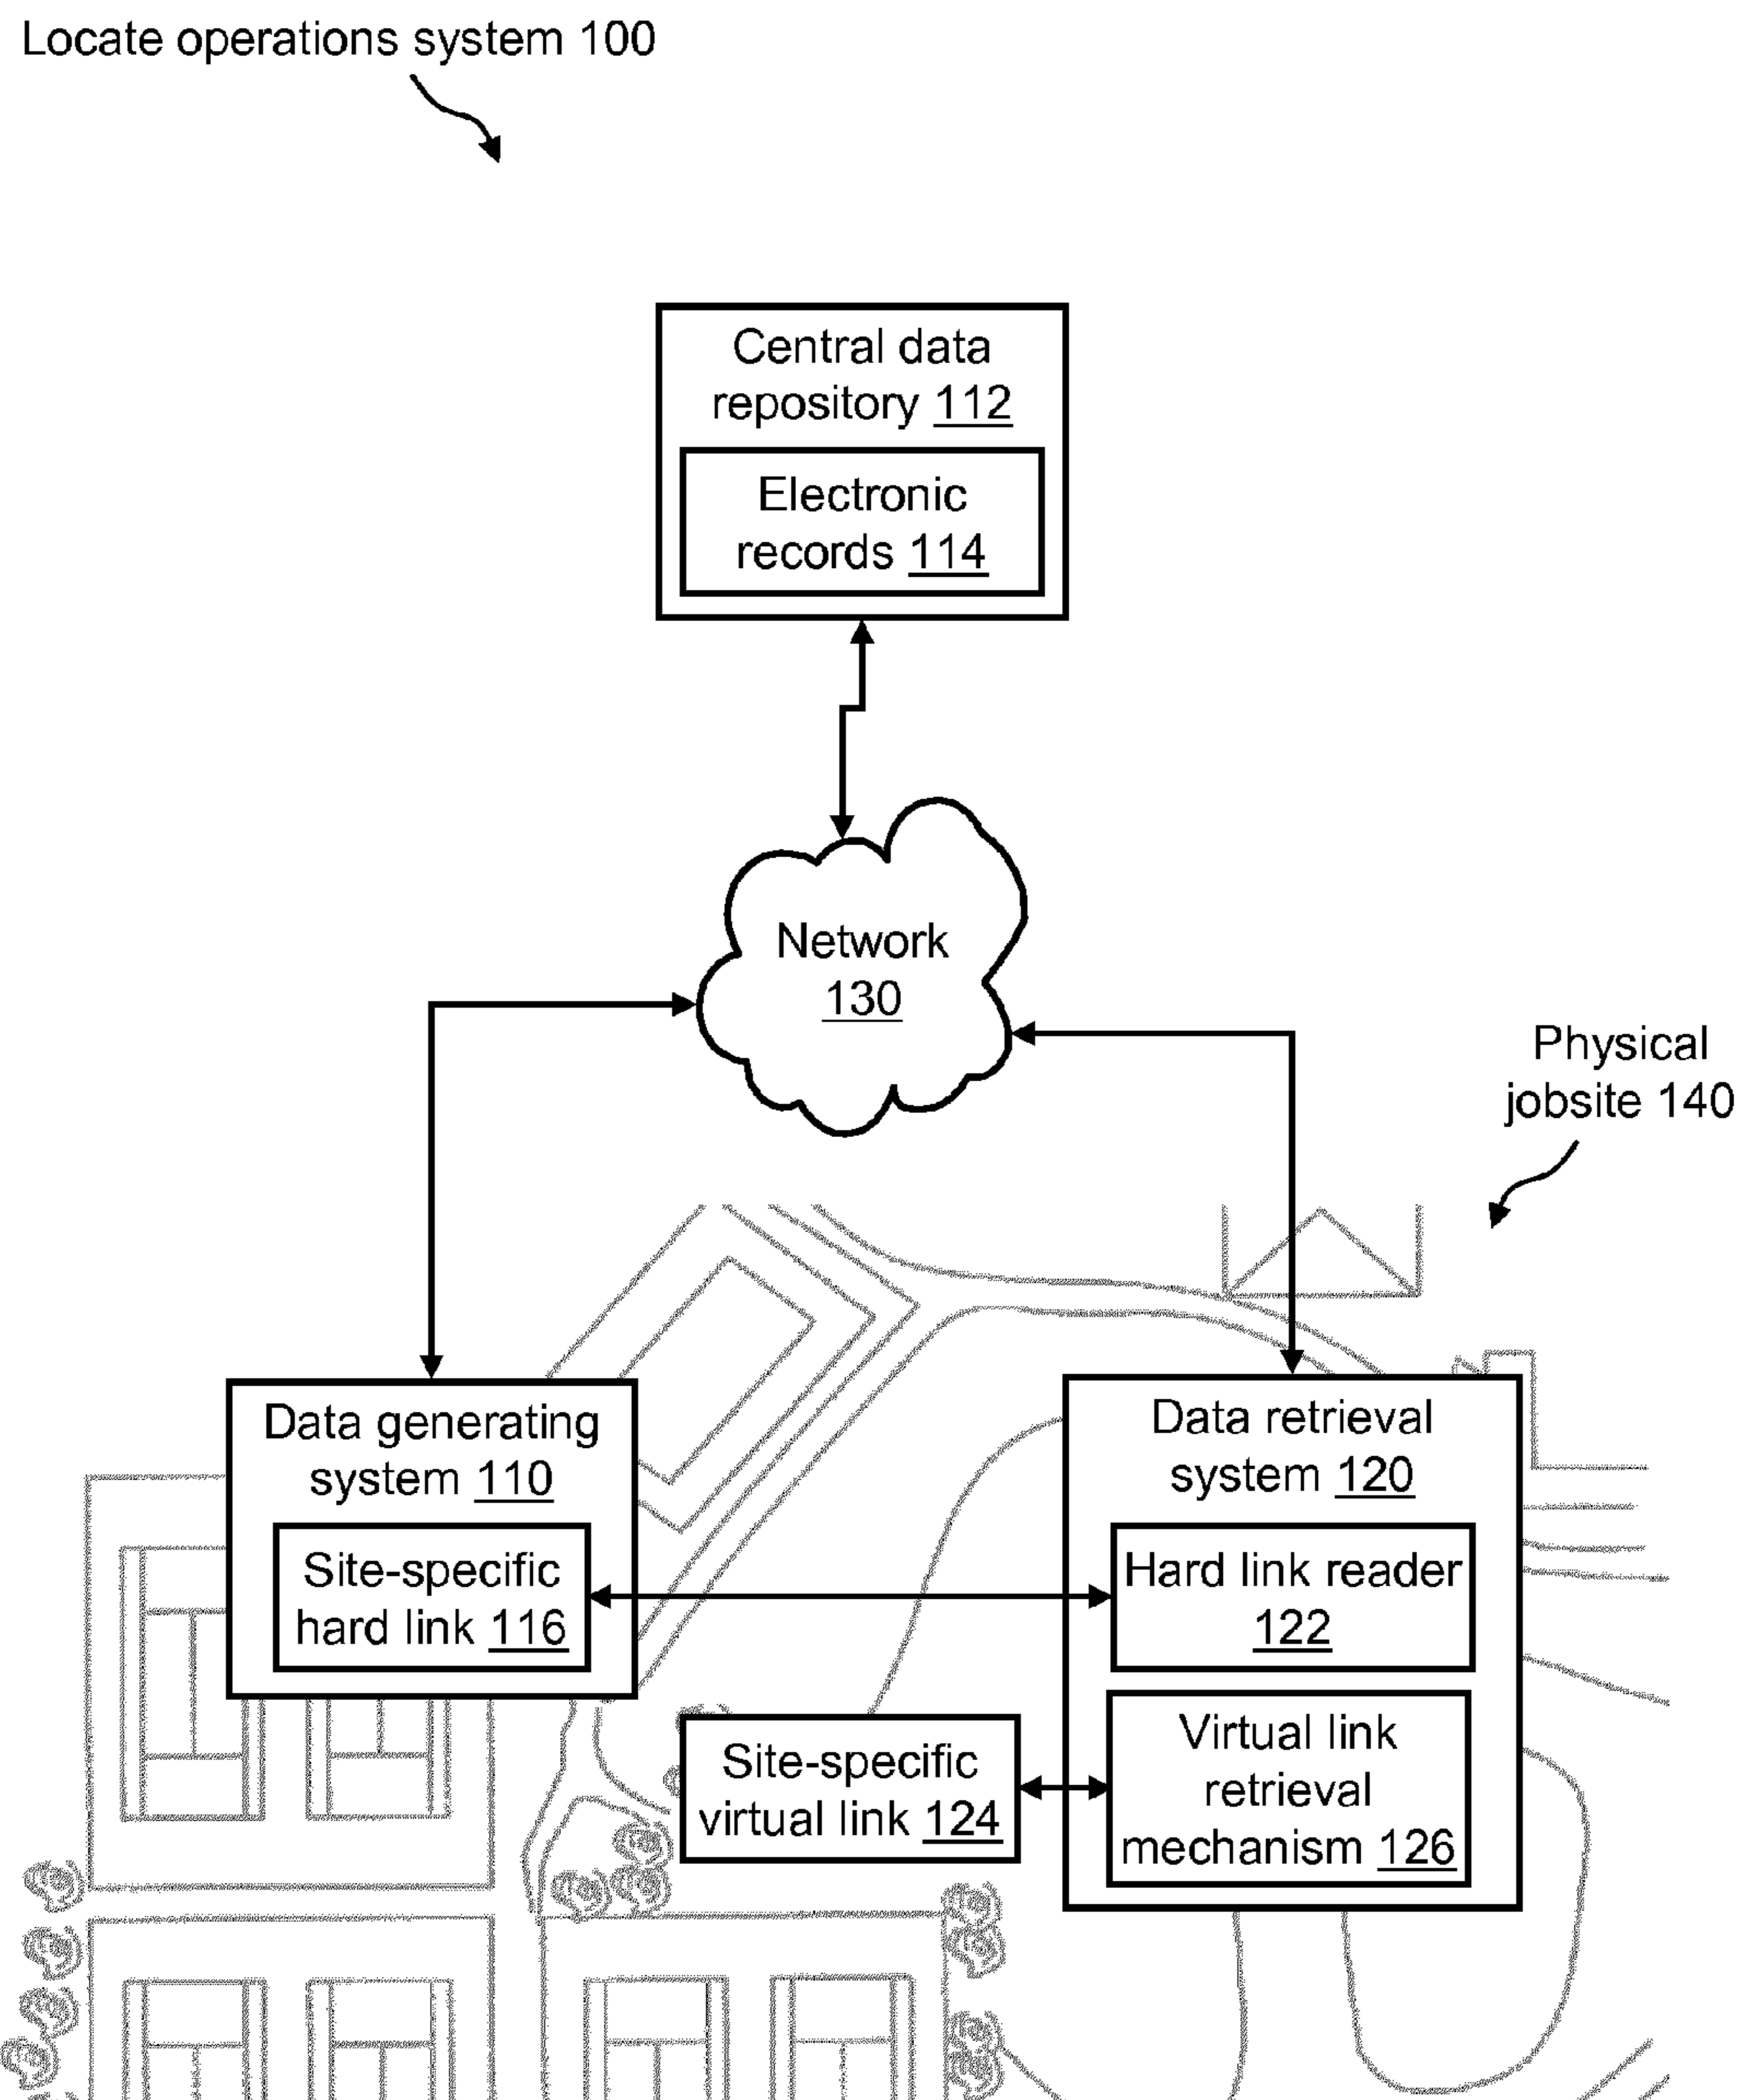 Locate operations system 100
Central data
repository 112
Electronic
records 114
Network
130
Physical
jobsite 140
Data generating
system 110
Site-specific
hard link 116
Data retrieval
system 120
Hard link reader
122
Site-specific
virtual link 124
Virtual link
retrieval
mechanism 126